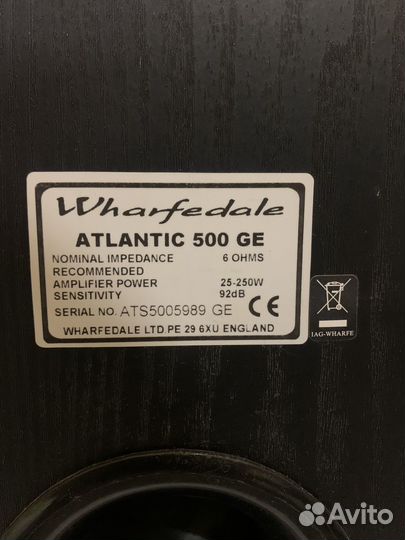 Wharfedale
ATLANTIC 500 GE
NOMINAL IMPEDANCE 6 OHMS
RECOMMENDED
AMPLIFIER POWER 25-250W
SENSITIVITY 92dB
SERIAL NO. ATS5005989 GE CE
WHARFEDALE LTD PE 29 6XU ENGLAND
IAG-WHARFE
Avito